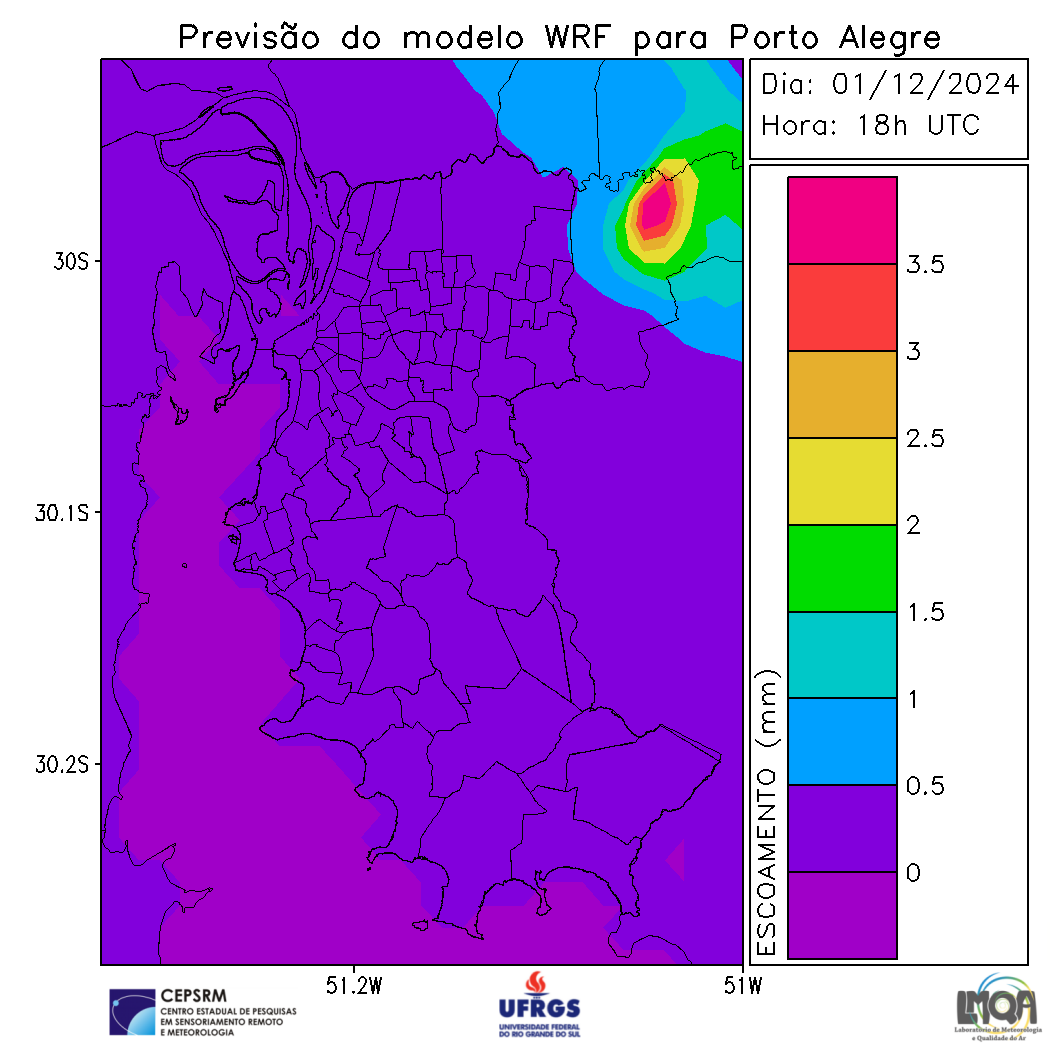 Previsão do modelo WRF para Porto Alegre
Dia: 01/12/2024
Hora: 18h UTC
30S
30.1S
30.2S
51.2W
51W
ESCOAMENTO (mm)
3.5
3
2.5
2
1.5
1
0.5
0
CEPSRM
CENTRO ESTADUAL DE PESQUISAS
EM SENSORIAMENTO REMOTO
E METEOROLOGIA
UFRGS
UNIVERSIDADE FEDERAL
DO RIO GRANDE DO SUL
LMQA
Laboratório de Meteorologia
e Qualidade do Ar